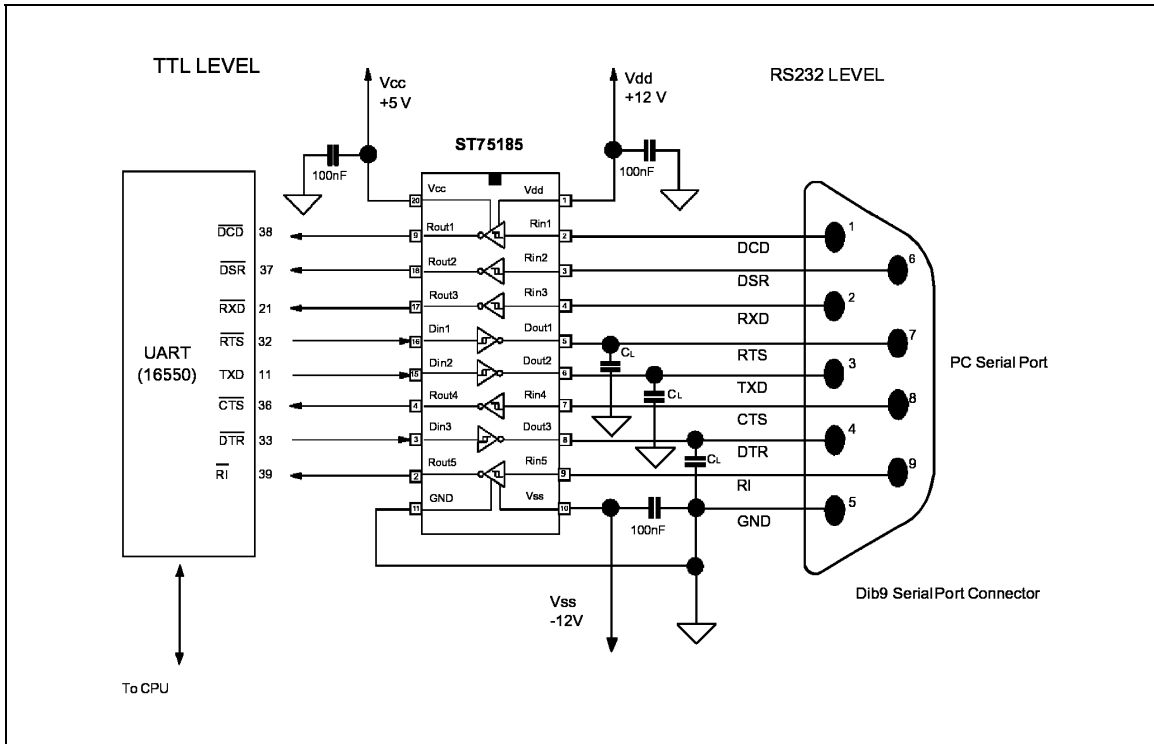 TTL LEVEL
RS232 LEVEL
Vcc
+5 V
Vdd
+12 V
ST75185
100nF
100nF
Vcc
Vdd
20
1
DCD 38
9
Rout1
Rin1
2
DCD
1
DSR 37
18
Rout2
Rin2
3
DSR
6
RXD 21
17
Rout3
Rin3
4
RXD
2
RTS 32
16
Din1
Dout1
5
CL
RTS
7
UART
(16550)
TXD 11
15
Din2
Dout2
6
CL
TXD
3
PC Serial Port
CTS 36
4
Rout4
Rin4
7
CTS
8
DTR 33
3
Din3
Dout3
8
CL
DTR
4
RI 39
2
Rout5
Rin5
9
RI
9
11
GND
Vss
10
100nF
GND
5
Vss
-12V
Dib9 SerialPort Connector
To CPU